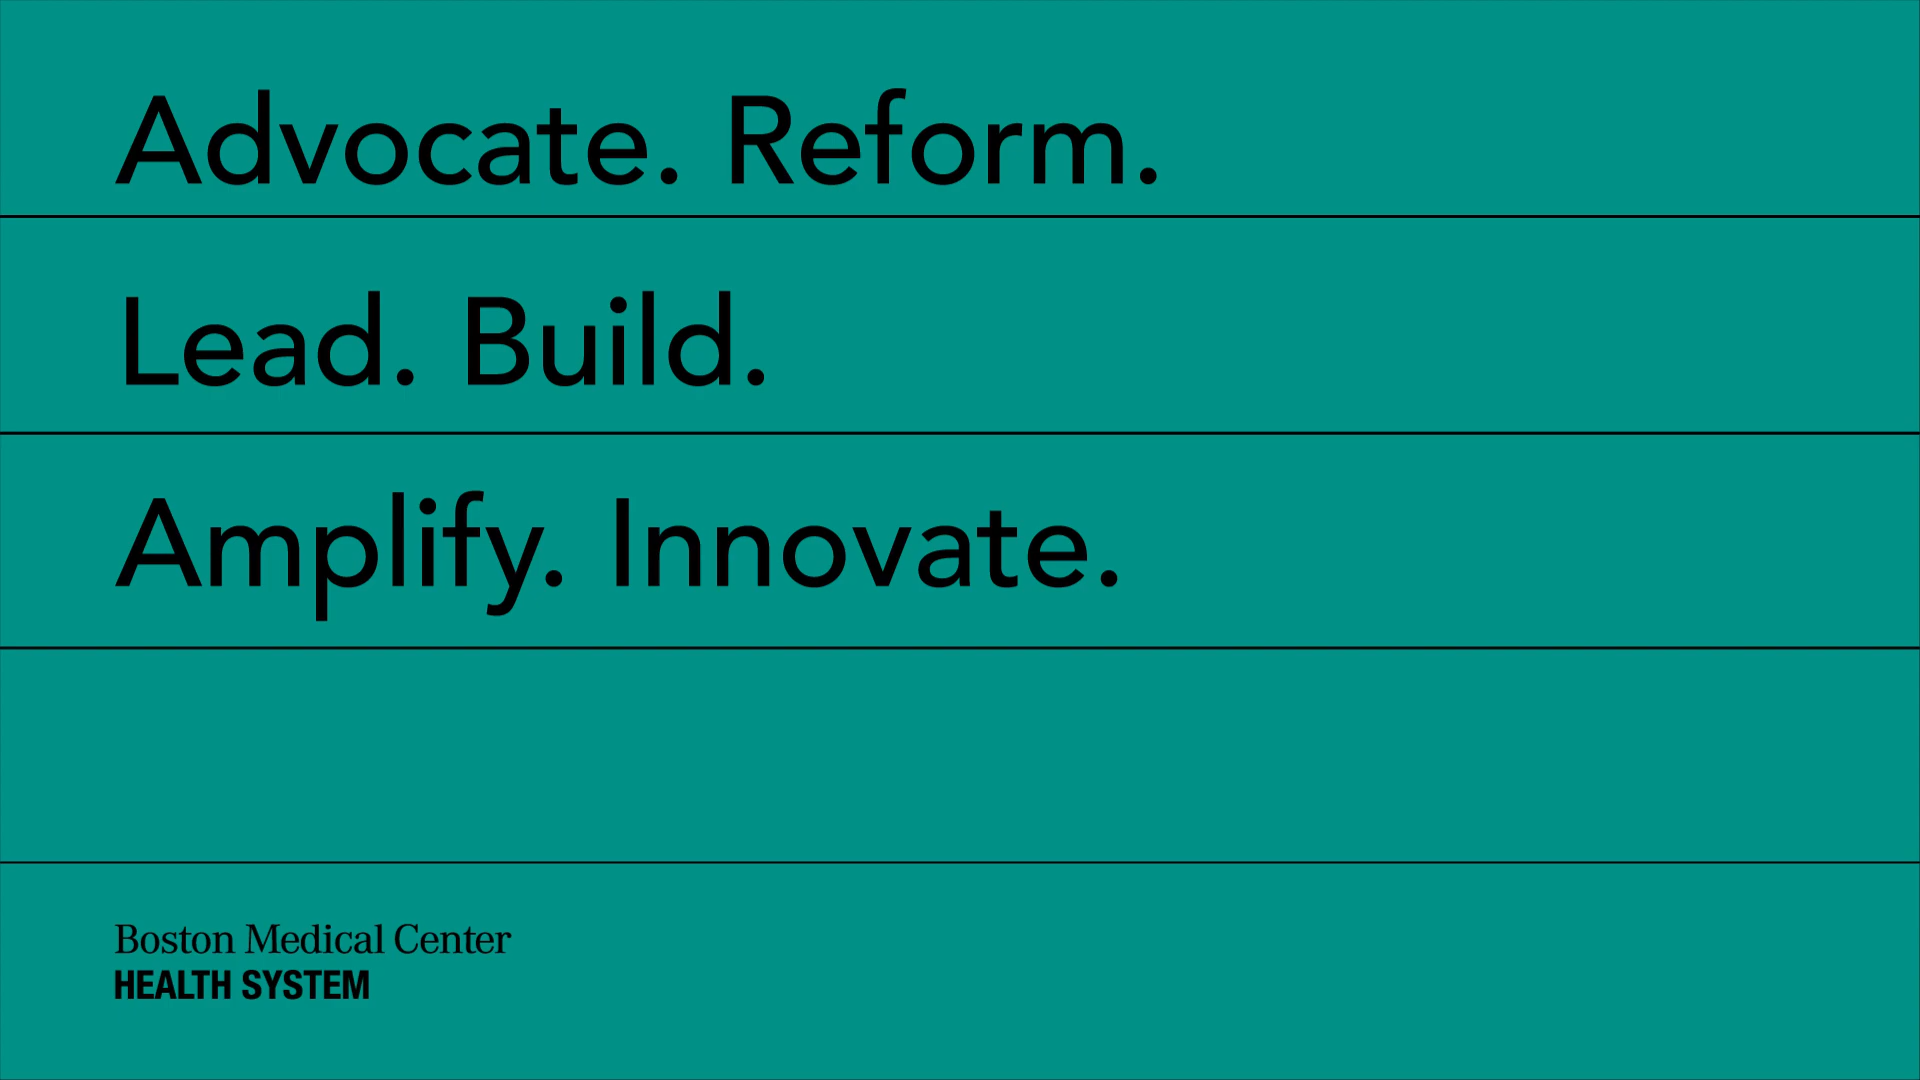 Advocate. Reform.
Lead. Build.
Amplify. Innovate.
Boston Medical Center
HEALTH SYSTEM